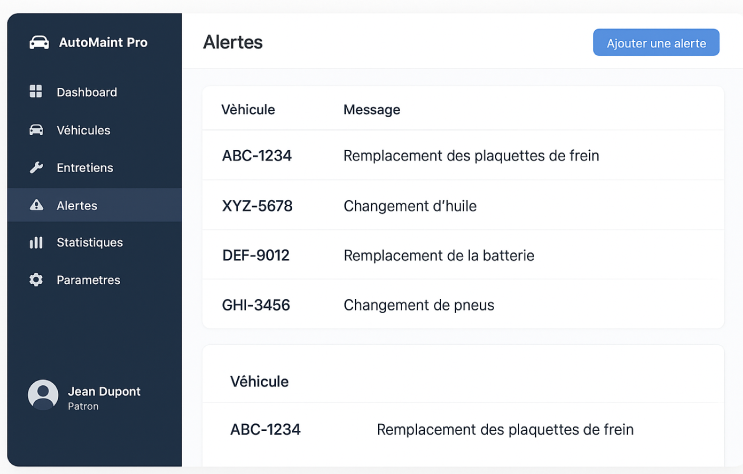 AutoMaint Pro
Dashboard
Véhicules
Entretiens
Alertes
Statistiques
Parametres
Jean Dupont
Patron
Alertes
Ajouter une alerte
Vèhicule Message
ABC-1234 Remplacement des plaquettes de frein
XYZ-5678 Changement d'huile
DEF-9012 Remplacement de la batterie
GHI-3456 Changement de pneus
Véhicule
ABC-1234 Remplacement des plaquettes de frein